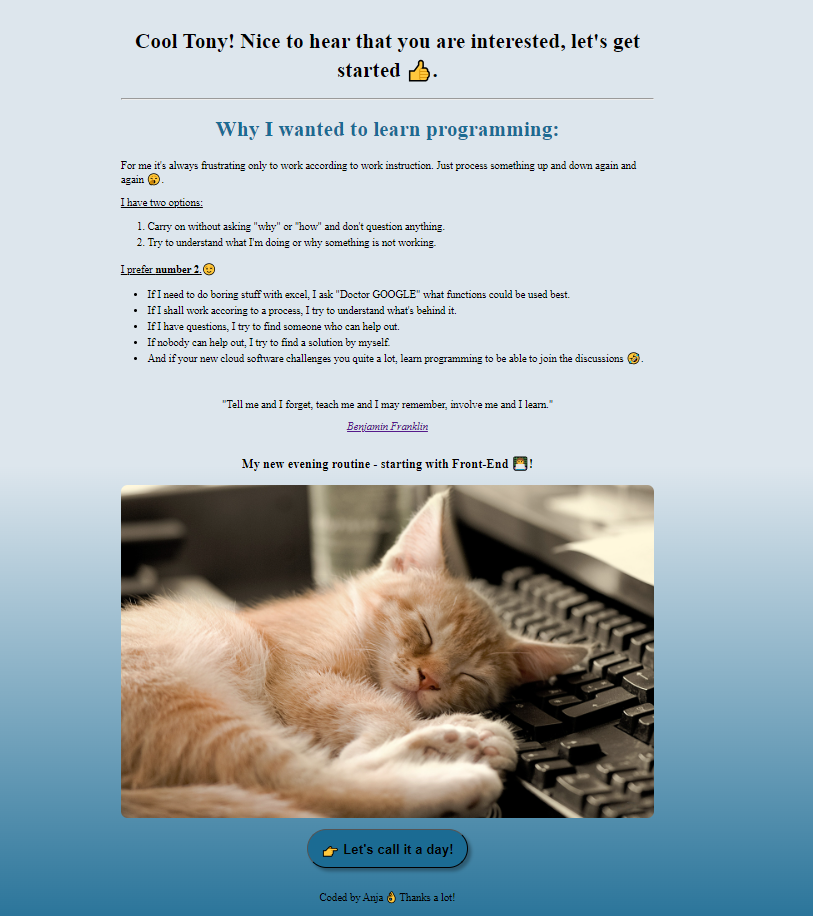 Cool Tony! Nice to hear that you are interested, let's get
started 👍.
Why I wanted to learn programming:
For me it's always frustrating only to work according to work instruction. Just process something up and down again and
again 😪.
I have two options:
1. Carry on without asking "why" or "how" and don't question anything.
2. Try to understand what I'm doing or why something is not working.
I prefer number 2.😉
• If I need to do boring stuff with excel, I ask "Doctor GOOGLE" what functions could be used best.
• If I shall work accoring to a process, I try to understand what's behind it.
• If I have questions, I try to find someone who can help out.
• If nobody can help out, I try to find a solution by myself.
• And if your new cloud software challenges you quite a lot, learn programming to be able to join the discussions 🤣.
"Tell me and I forget, teach me and I may remember, involve me and I learn."
Benjamin Franklin
My new evening routine - starting with Front-End 👩‍💻!
👉 Let's call it a day!
Coded by Anja 👌 Thanks a lot!